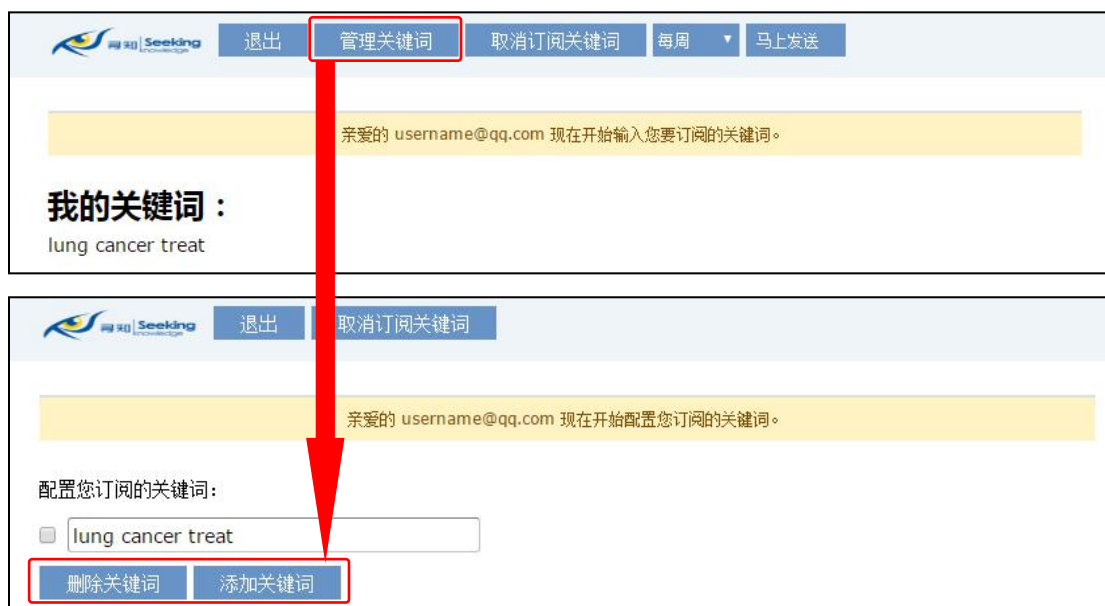 寻知 Seeking knowledge 退出 管理关键词 取消订阅关键词 每周 马上发送
亲爱的 username@qq.com 现在开始输入您要订阅的关键词。
我的关键词：
lung cancer treat
寻知 Seeking knowledge 退出 取消订阅关键词
亲爱的 username@qq.com 现在开始配置您订阅的关键词。
配置您订阅的关键词：
lung cancer treat
删除关键词 添加关键词